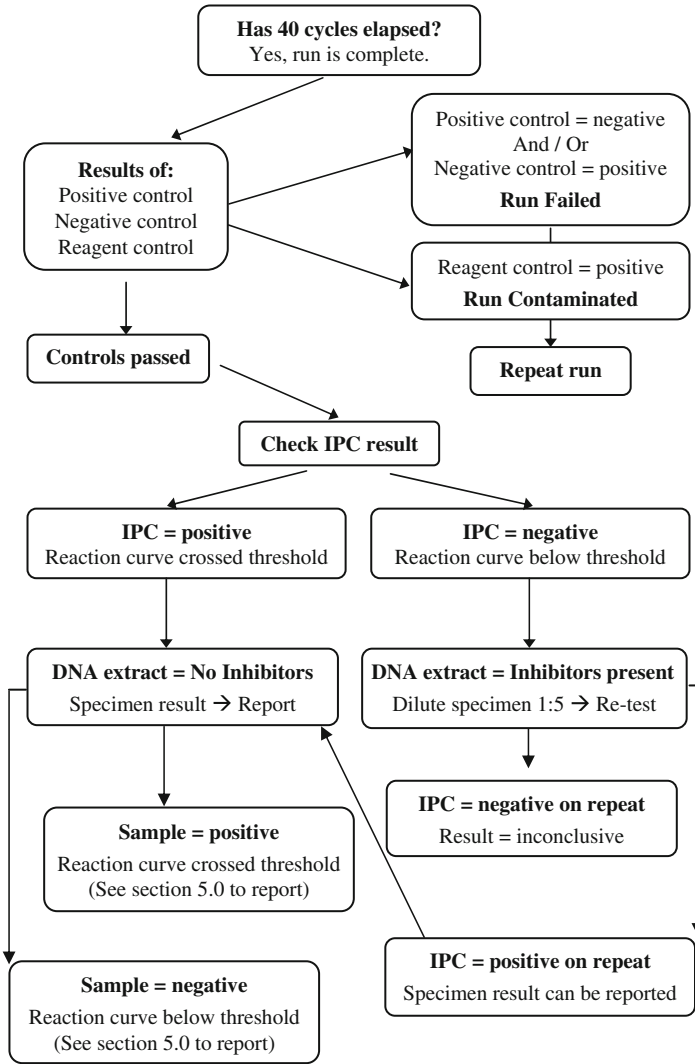 Has 40 cycles elapsed?
Yes, run is complete.
Positive control = negative
And / Or
Negative control = positive
Run Failed
Results of:
Positive control
Negative control
Reagent control
Reagent control = positive
Run Contaminated
Controls passed
Repeat run
Check IPC result
IPC = positive
Reaction curve crossed threshold
IPC = negative
Reaction curve below threshold
DNA extract = No Inhibitors
Specimen result → Report
DNA extract = Inhibitors present
Dilute specimen 1:5 → Re-test
IPC = negative on repeat
Result = inconclusive
Sample = positive
Reaction curve crossed threshold
(See section 5.0 to report)
IPC = positive on repeat
Specimen result can be reported
Sample = negative
Reaction curve below threshold
(See section 5.0 to report)